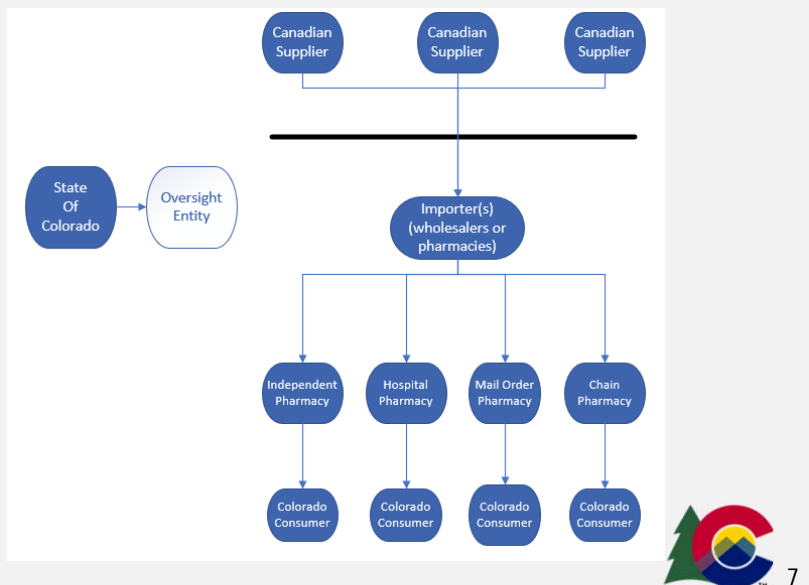 Canadian
Supplier
Canadian
Supplier
Canadian
Supplier
State
Of
Colorado
Oversight
Entity
Importer(s)
(wholesalers or
pharmacies)
Independent
Pharmacy
Hospital
Pharmacy
Mail Order
Pharmacy
Chain
Pharmacy
Colorado
Consumer
Colorado
Consumer
Colorado
Consumer
Colorado
Consumer
TM
7